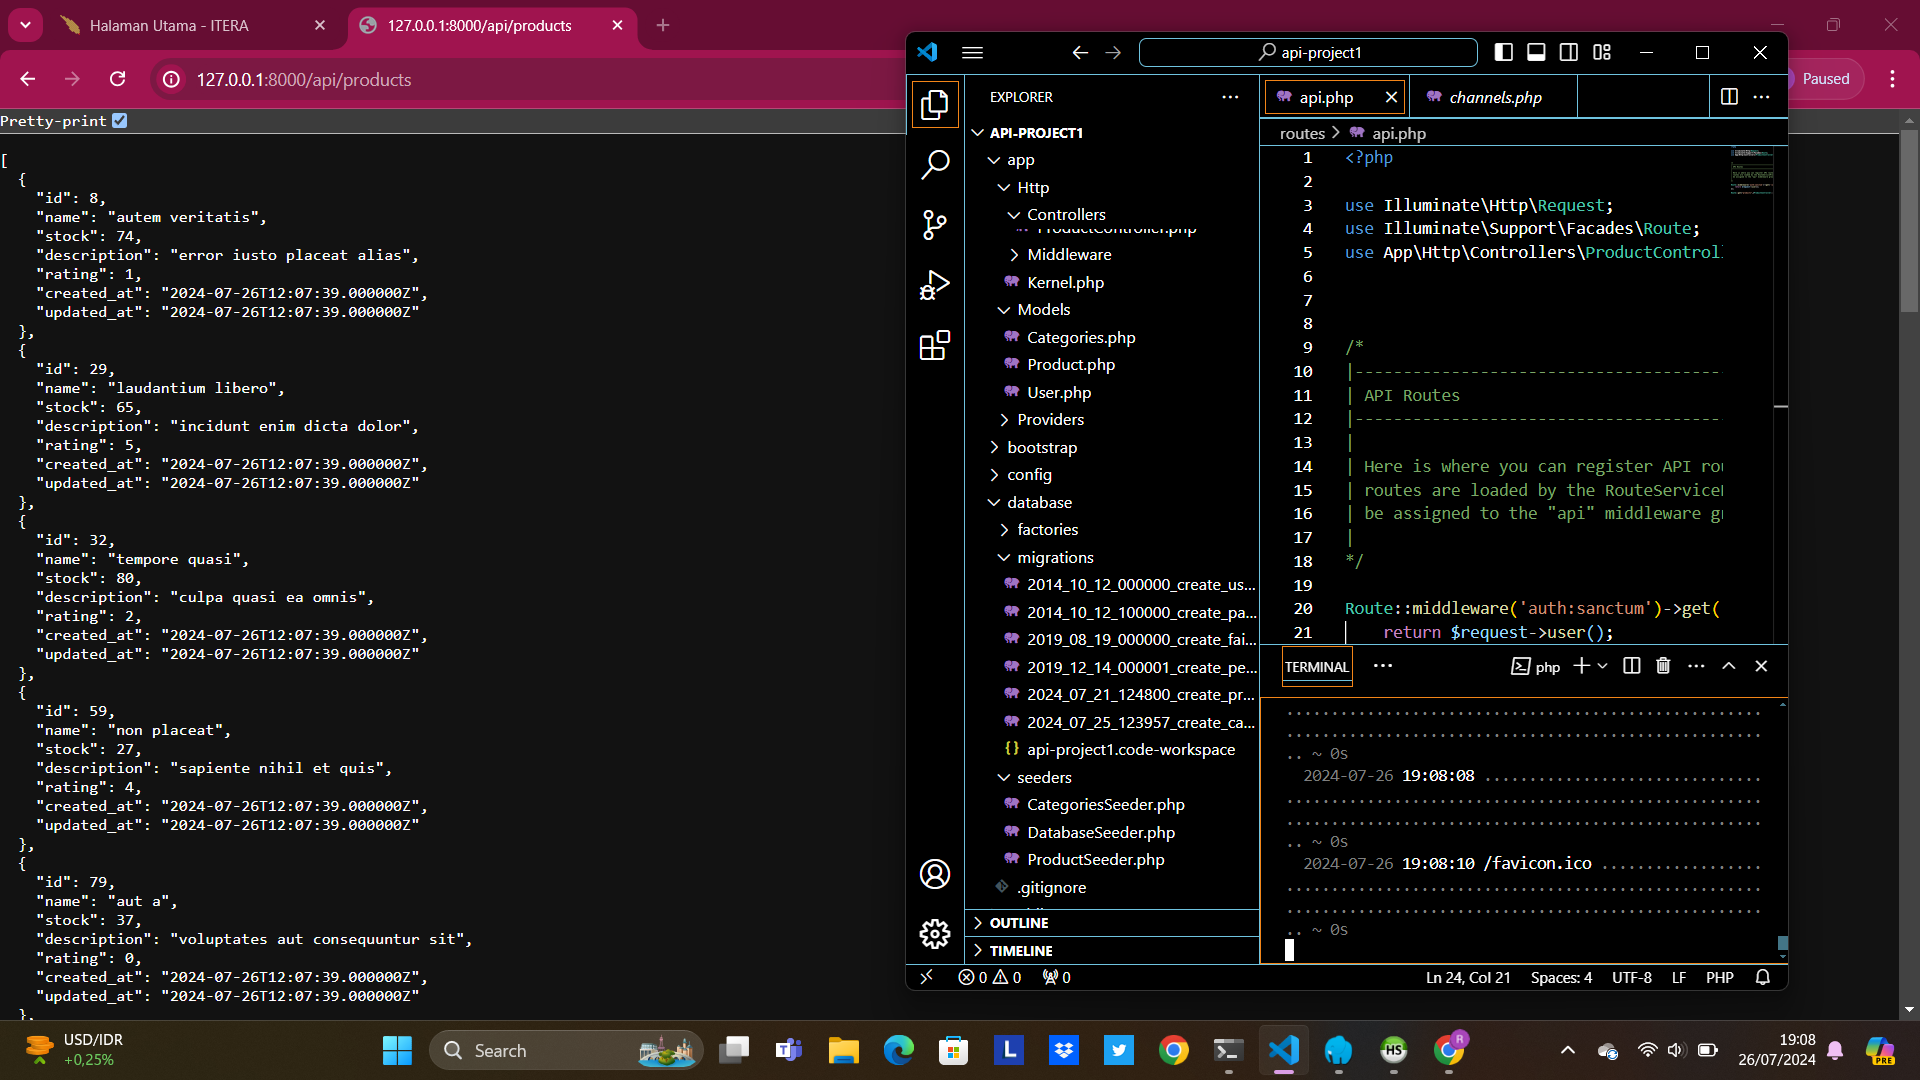 Halaman Utama - ITERA
127.0.0.1:8000/api/products
127.0.0.1:8000/api/products
Paused
Pretty-print
[
{
"id": 8,
"name": "autem veritatis",
"stock": 74,
"description": "error iusto placeat alias",
"rating": 1,
"created_at": "2024-07-26T12:07:39.000000Z",
"updated_at": "2024-07-26T12:07:39.000000Z"
},
{
"id": 29,
"name": "laudantium libero",
"stock": 65,
"description": "incidunt enim dicta dolor",
"rating": 5,
"created_at": "2024-07-26T12:07:39.000000Z",
"updated_at": "2024-07-26T12:07:39.000000Z"
},
{
"id": 32,
"name": "tempore quasi",
"stock": 80,
"description": "culpa quasi ea omnis",
"rating": 2,
"created_at": "2024-07-26T12:07:39.000000Z",
"updated_at": "2024-07-26T12:07:39.000000Z"
},
{
"id": 59,
"name": "non placeat",
"stock": 27,
"description": "sapiente nihil et quis",
"rating": 4,
"created_at": "2024-07-26T12:07:39.000000Z",
"updated_at": "2024-07-26T12:07:39.000000Z"
},
{
"id": 79,
"name": "aut a",
"stock": 37,
"description": "voluptates aut consequuntur sit",
"rating": 0,
"created_at": "2024-07-26T12:07:39.000000Z",
"updated_at": "2024-07-26T12:07:39.000000Z"
},
api-project1
EXPLORER
API-PROJECT1
app
Http
Controllers
ProductController.php
Middleware
Kernel.php
Models
Categories.php
Product.php
User.php
Providers
bootstrap
config
database
factories
migrations
2014_10_12_000000_create_us...
2014_10_12_100000_create_pa...
2019_08_19_000000_create_fai...
2019_12_14_000001_create_pe...
2024_07_21_124800_create_pr...
2024_07_25_123957_create_ca...
{} api-project1.code-workspace
seeders
CategoriesSeeder.php
DatabaseSeeder.php
ProductSeeder.php
.gitignore
OUTLINE
TIMELINE
api.php
channels.php
routes > api.php
1 <?php
2
3 use Illuminate\Http\Request;
4 use Illuminate\Support\Facades\Route;
5 use App\Http\Controllers\ProductControl
6
7
8
9 /*
10 |--------------------------------------
11 | API Routes
12 |--------------------------------------
13 |
14 | Here is where you can register API rou
15 | routes are loaded by the RouteService
16 | be assigned to the "api" middleware g
17 |
18 */
19
20 Route::middleware('auth:sanctum')->get(
21 return $request->user();
TERMINAL
php
.................................................
.................................................
.. ~ 0s
2024-07-26 19:08:08 ...............................
.................................................
.................................................
.. ~ 0s
2024-07-26 19:08:10 /favicon.ico ..................
.................................................
.................................................
.. ~ 0s
0 0 0
Ln 24, Col 21
Spaces: 4
UTF-8
LF
PHP
USD/IDR
+0,25%
Search
L
HS
R
19:08
26/07/2024
PRE